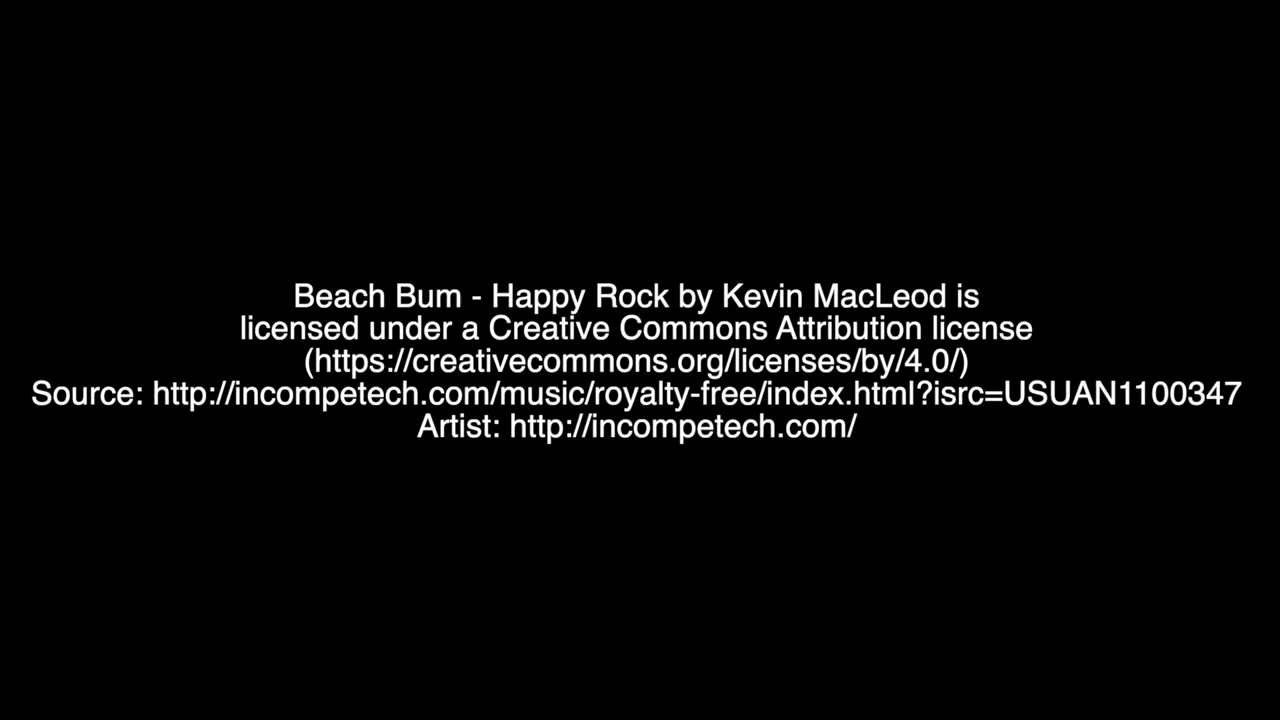 Beach Bum - Happy Rock by Kevin MacLeod is
licensed under a Creative Commons Attribution license
(https://creativecommons.org/licenses/by/4.0/)
Source: http://incompetech.com/music/royalty-free/index.html?isrc=USUAN1100347
Artist: http://incompetech.com/